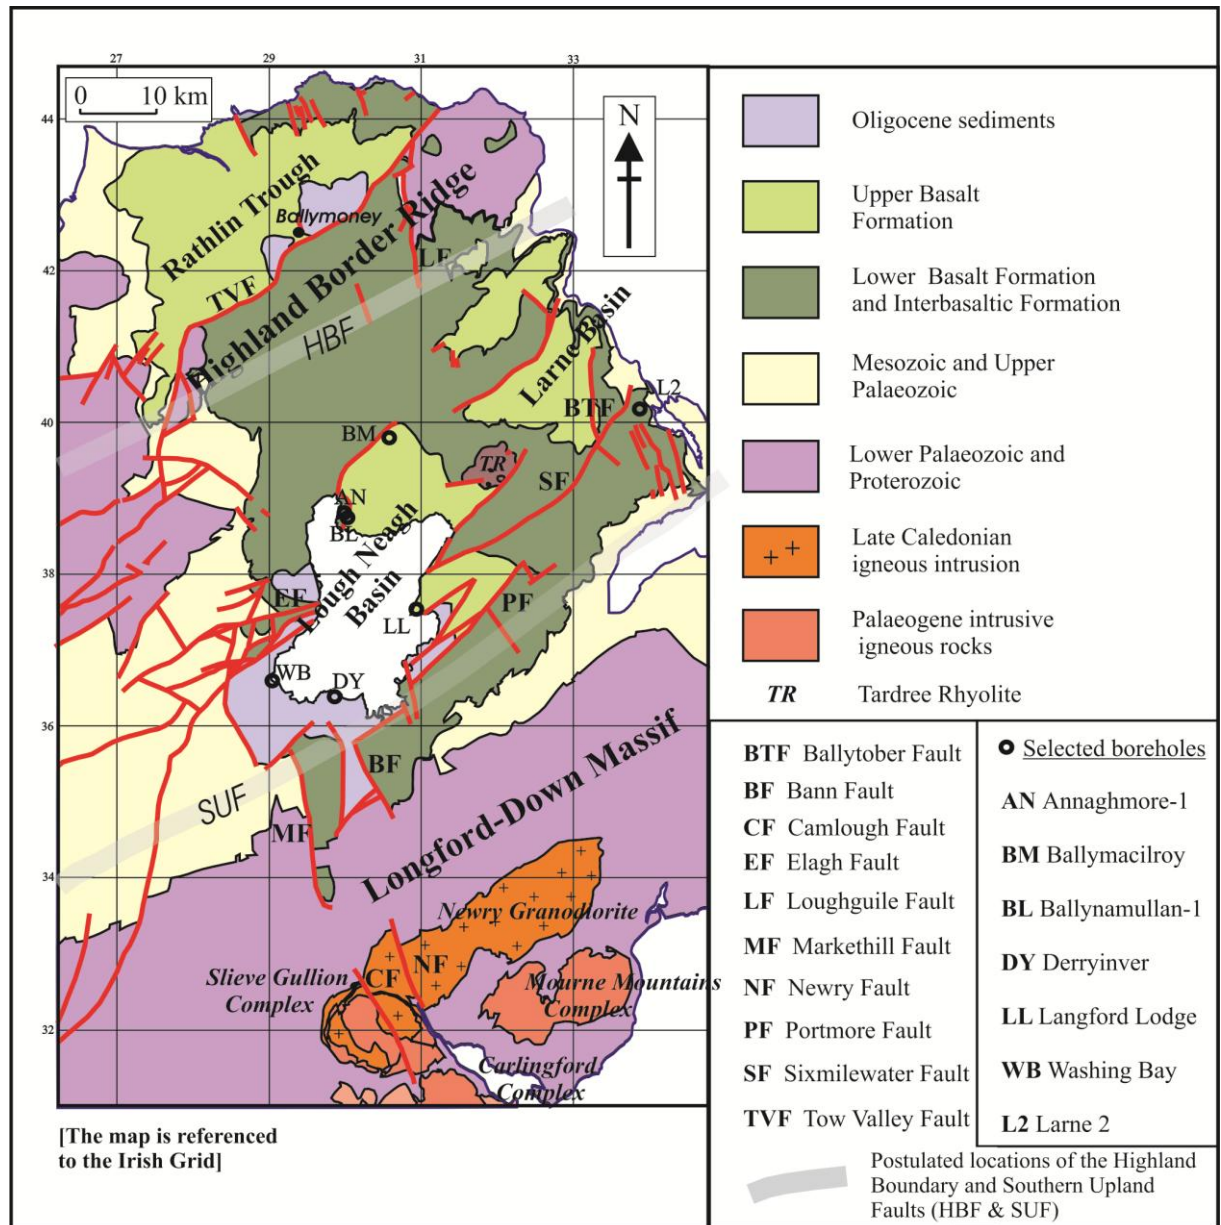 27 29 31 33
0 10 km
44
N
Rathlin Trough
Ballymoney
Highland Border Ridge
42
LF
TVF
HBF
Larne Basin
L2
BTF
40
BM
TR
SF
AN
BL
Lough Neagh
Basin
38
EF
PF
LL
WB
DY
36
BF
SUF
MF
Longford-Down Massif
34
Newry Granodiorite
NF
CF
Slieve Gullion
Complex
Mourne Mountains
Complex
32
Carlingford
Complex
[The map is referenced
to the Irish Grid]
Oligocene sediments
Upper Basalt
Formation
Lower Basalt Formation
and Interbasaltic Formation
Mesozoic and Upper
Palaeozoic
Lower Palaeozoic and
Proterozoic
Late Caledonian
igneous intrusion
Palaeogene intrusive
igneous rocks
TR Tardree Rhyolite
BTF Ballytober Fault
BF Bann Fault
CF Camlough Fault
EF Elagh Fault
LF Loughguile Fault
MF Markethill Fault
NF Newry Fault
PF Portmore Fault
SF Sixmilewater Fault
TVF Tow Valley Fault
Selected boreholes
AN Annaghmore-1
BM Ballymacilroy
BL Ballynamullan-1
DY Derryinver
LL Langford Lodge
WB Washing Bay
L2 Larne 2
Postulated locations of the Highland
Boundary and Southern Upland
Faults (HBF & SUF)